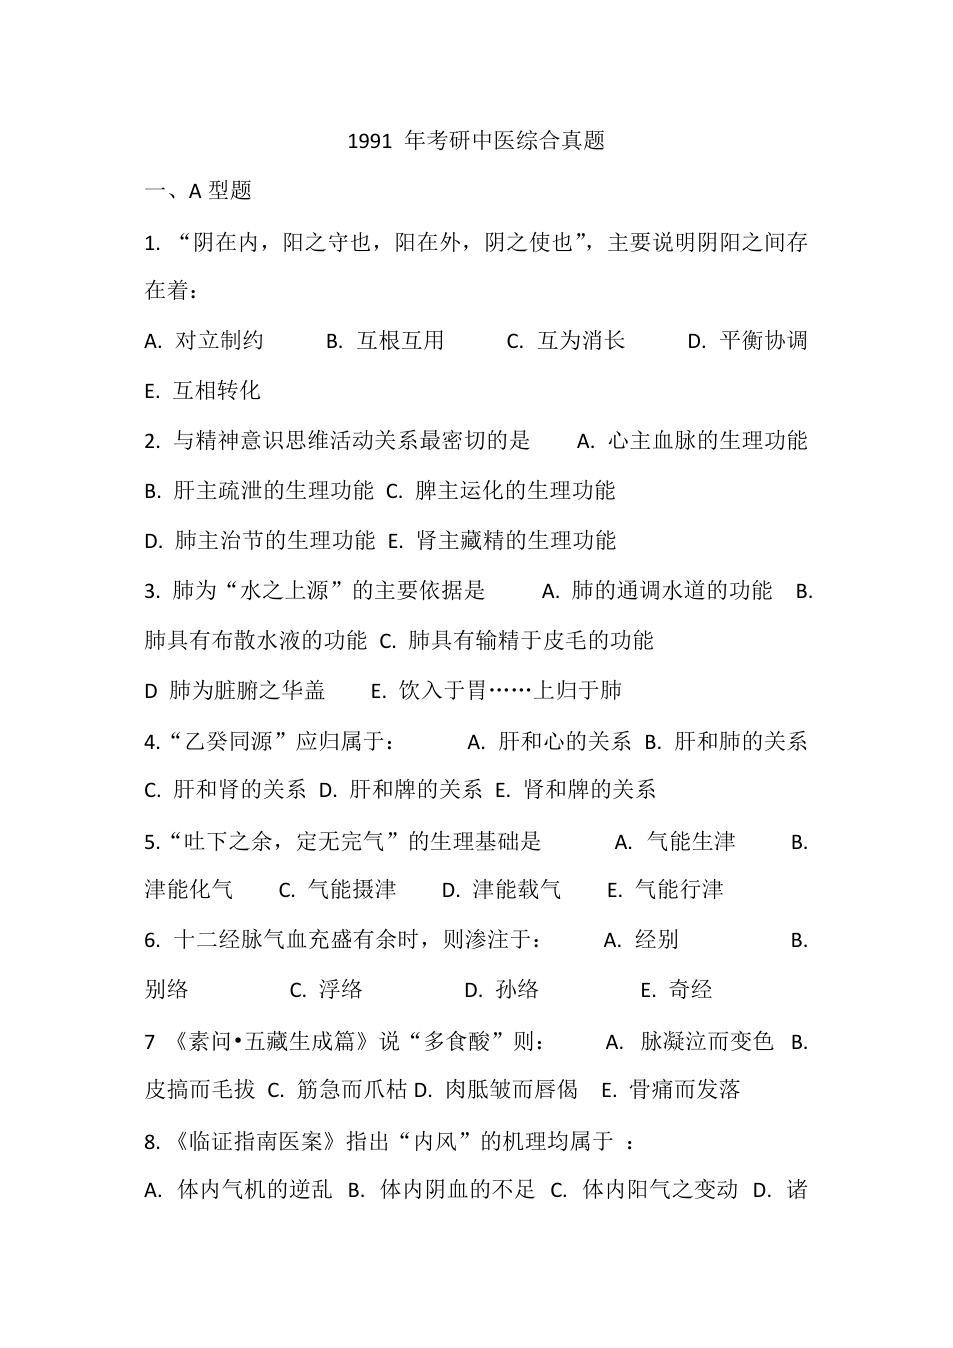 1991 年考研中医综合真题
一、A 型题
1. “阴在内，阳之守也，阳在外，阴之使也”，主要说明阴阳之间存
在着：
A. 对立制约 B. 互根互用 C. 互为消长 D. 平衡协调
E. 互相转化
2. 与精神意识思维活动关系最密切的是 A. 心主血脉的生理功能
B. 肝主疏泄的生理功能 C. 脾主运化的生理功能
D. 肺主治节的生理功能 E. 肾主藏精的生理功能
3. 肺为“水之上源”的主要依据是 A. 肺的通调水道的功能 B.
肺具有布散水液的功能 C. 肺具有输精于皮毛的功能
D 肺为脏腑之华盖 E. 饮入于胃……上归于肺
4.“乙癸同源”应归属于： A. 肝和心的关系 B. 肝和肺的关系
C. 肝和肾的关系 D. 肝和牌的关系 E. 肾和牌的关系
5.“吐下之余，定无完气”的生理基础是 A. 气能生津 B.
津能化气 C. 气能摄津 D. 津能载气 E. 气能行津
6. 十二经脉气血充盛有余时，则渗注于： A. 经别 B.
别络 C. 浮络 D. 孙络 E. 奇经
7 《素问•五藏生成篇》说“多食酸”则： A. 脉凝泣而变色 B.
皮搞而毛拔 C. 筋急而爪枯 D. 肉胝皱而唇偈 E. 骨痛而发落
8.《临证指南医案》指出“内风”的机理均属于 ：
A. 体内气机的逆乱 B. 体内阴血的不足 C. 体内阳气之变动 D. 诸